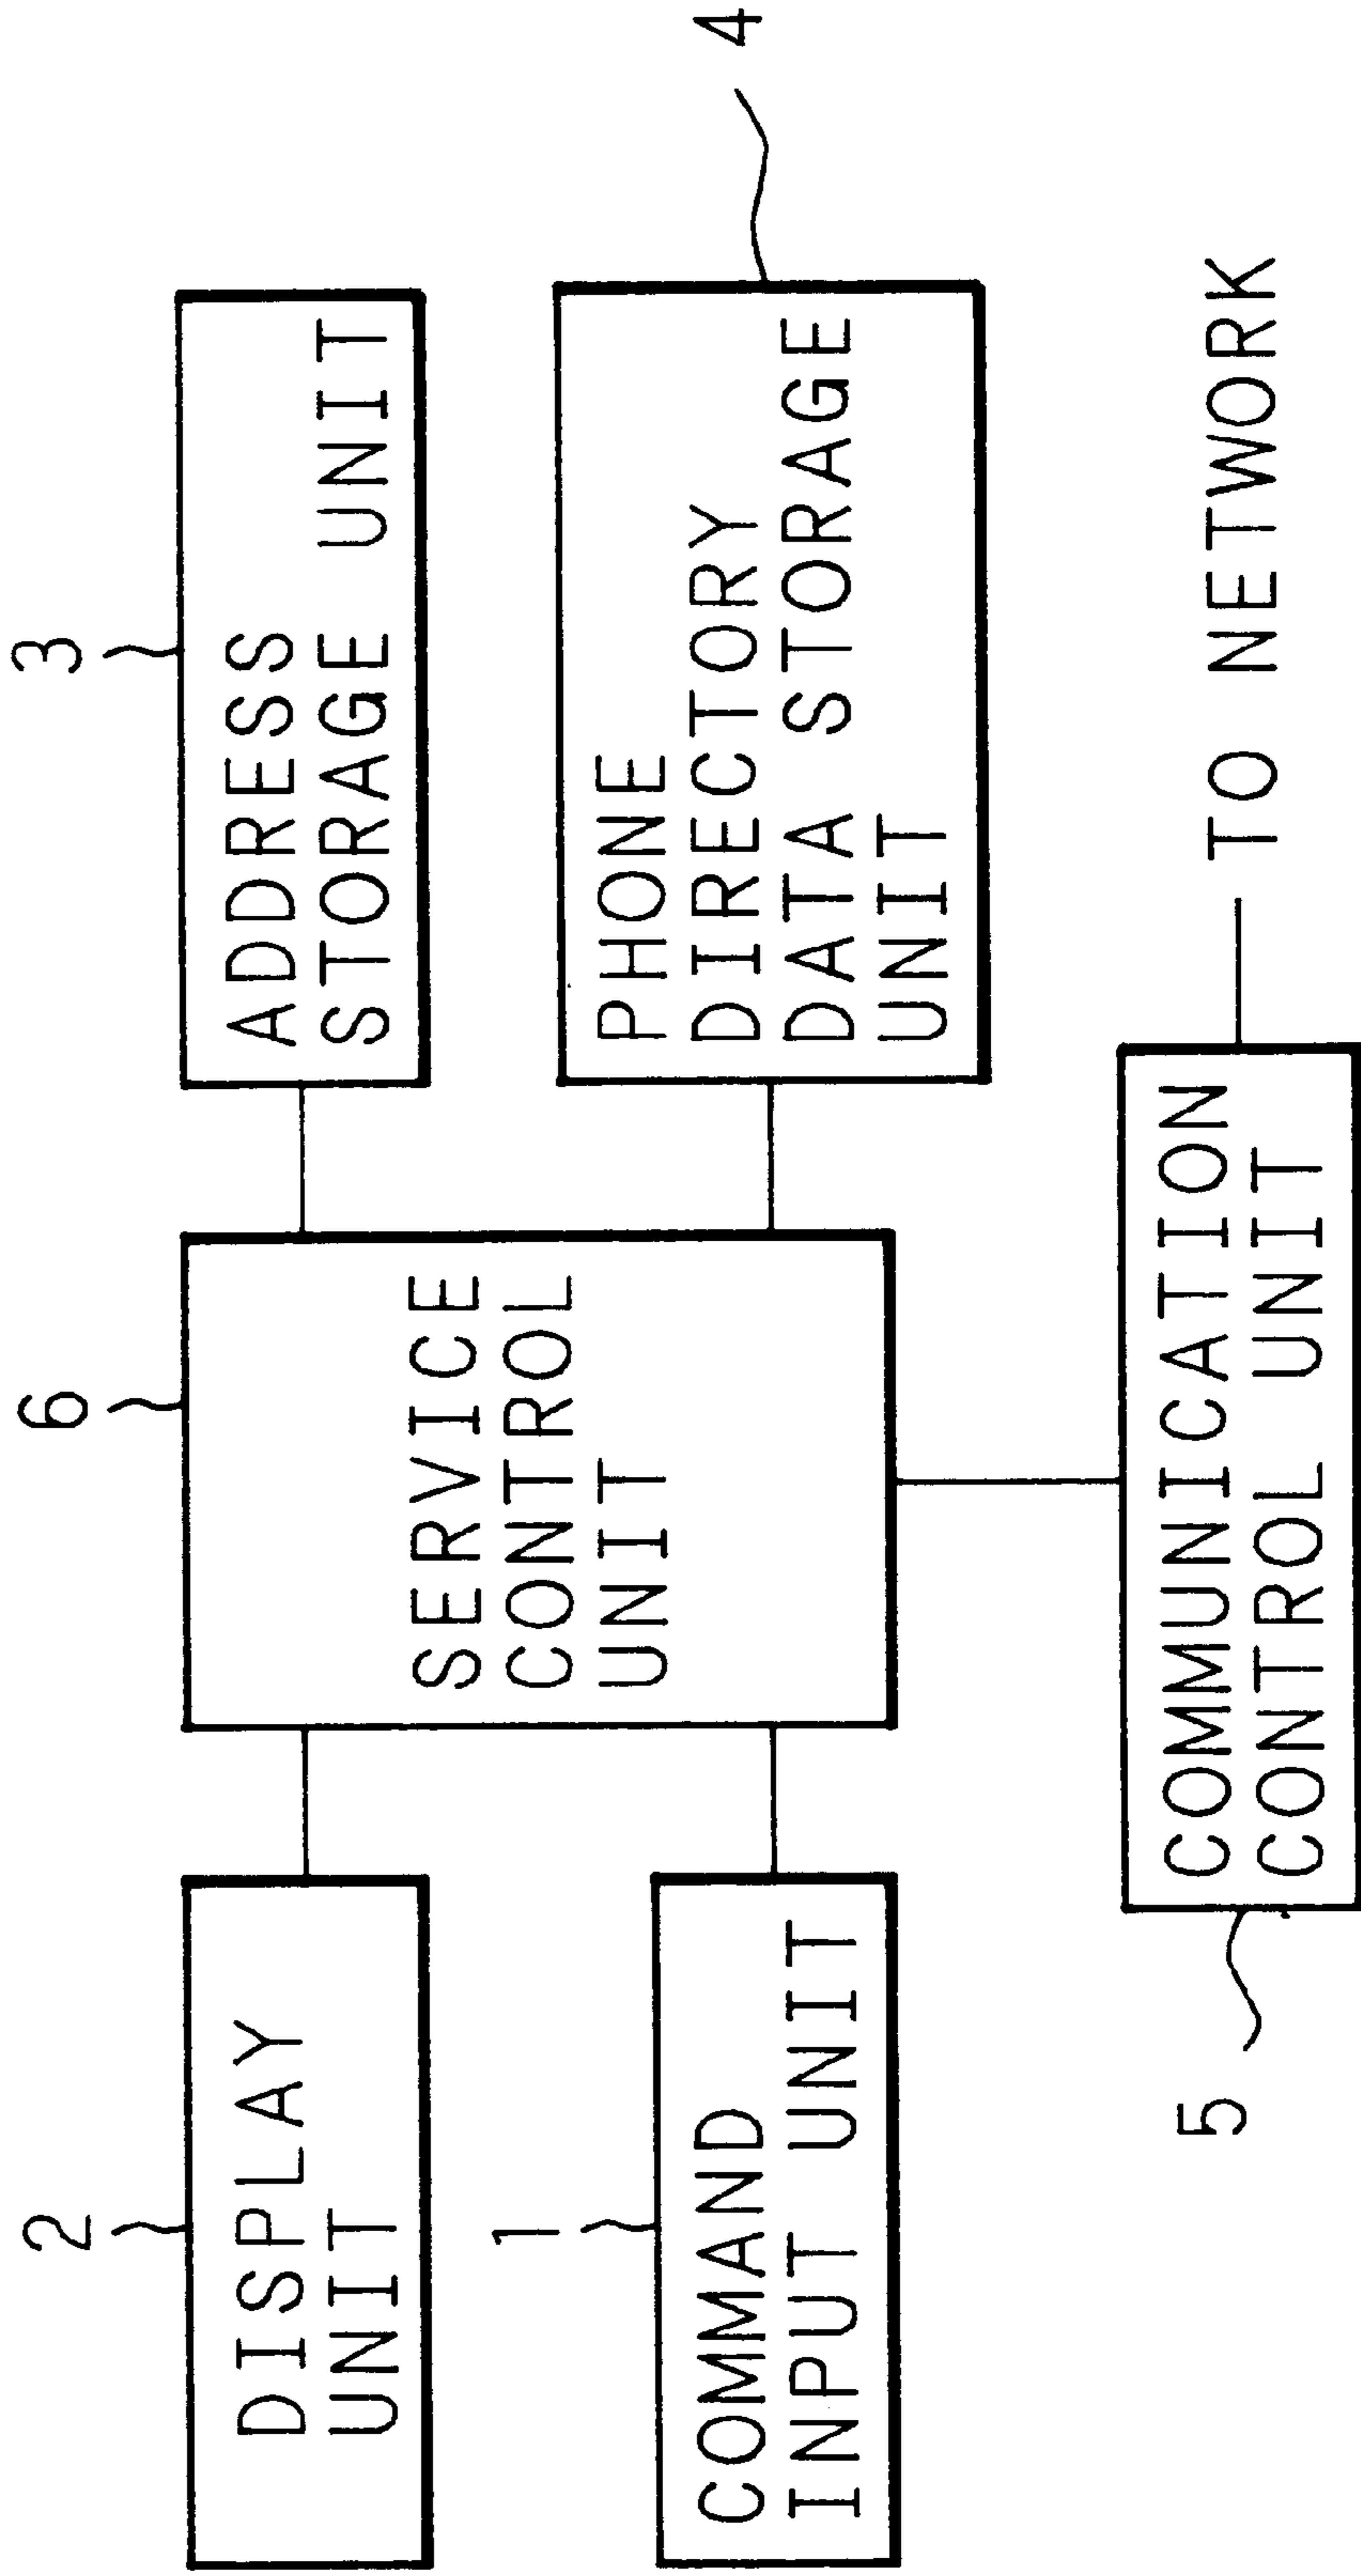 2
DISPLAY
UNIT
1
COMMAND
INPUT UNIT
6
SERVICE
CONTROL
UNIT
3
ADDRESS
STORAGE UNIT
PHONE
DIRECTORY
DATA STORAGE
UNIT
4
5
COMMUNICATION
CONTROL UNIT
TO NETWORK